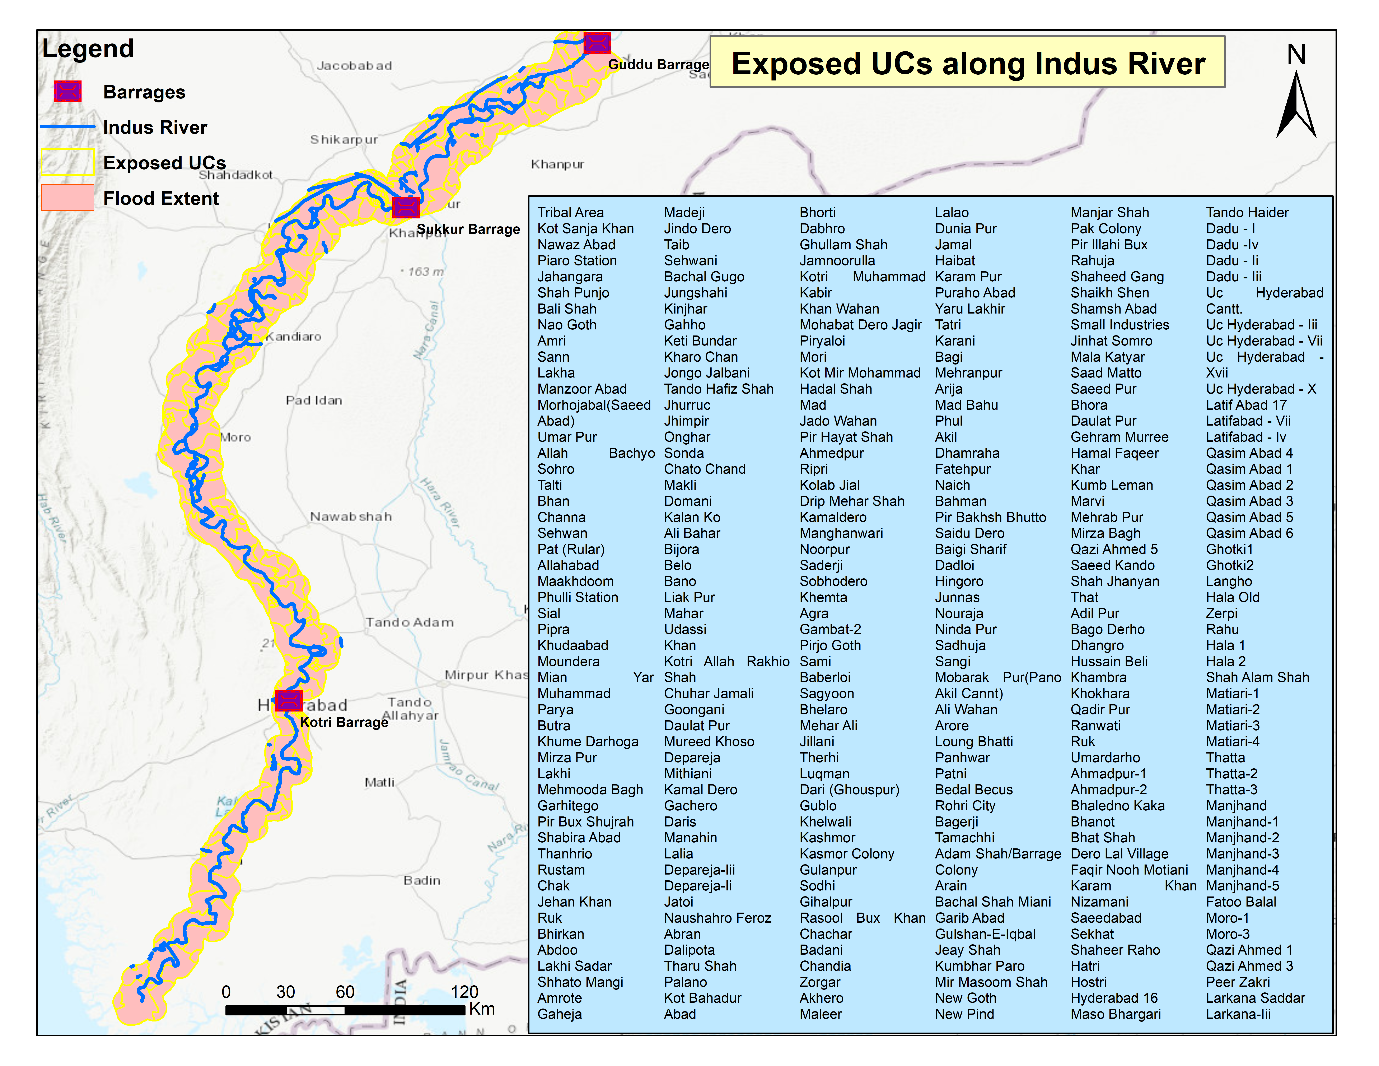 Legend
Barrages
Indus River
Exposed UCs
Flood Extent
Exposed UCs along Indus River
N
Guddu Barrage
Sukkur Barrage
Kotri Barrage
Jacobabad
Shikarpur
Shahdadkot
Khanpur
Khanpur
163 m
Nara Canal
Kandiaro
Pad Idan
Moro
Hab River
Hara River
Nawabshah
Tando Adam
Mirpur Khas
Tando
Allahyar
Jamrao Canal
Matli
Nara Ri
Badin
INDIA
KISTAN
0 30 60 120
Km
Tribal Area
Kot Sanja Khan
Nawaz Abad
Piaro Station
Jahangara
Shah Punjo
Bali Shah
Nao Goth
Amri
Sann
Lakha
Manzoor Abad
Morhojabal(Saeed
Abad)
Umar Pur
Allah Bachyo
Sohro
Talti
Bhan
Channa
Sehwan
Pat (Rular)
Allahabad
Maakhdoom
Phulli Station
Sial
Pipra
Khudaabad
Moundera
Mian Yar
Muhammad
Parya
Butra
Khume Darhoga
Mirza Pur
Lakhi
Mehmooda Bagh
Garhitego
Pir Bux Shujrah
Shabira Abad
Thanhrio
Rustam
Chak
Jehan Khan
Ruk
Bhirkan
Abdoo
Lakhi Sadar
Shhato Mangi
Amrote
Gaheja
Madeji
Jindo Dero
Taib
Sehwani
Bachal Gugo
Jungshahi
Kinjhar
Gahho
Keti Bundar
Kharo Chan
Jongo Jalbani
Tando Hafiz Shah
Jhurruc
Jhimpir
Onghar
Sonda
Chato Chand
Makli
Domani
Kalan Ko
Ali Bahar
Bijora
Belo
Bano
Liak Pur
Mahar
Udassi
Khan
Kotri Allah Rakhio
Shah
Chuhar Jamali
Goongani
Daulat Pur
Mureed Khoso
Depareja
Mithiani
Kamal Dero
Gachero
Daris
Manahin
Lalia
Depareja-Iii
Depareja-Ii
Jatoi
Naushahro Feroz
Abran
Dalipota
Tharu Shah
Palano
Kot Bahadur
Abad
Bhorti
Dabhro
Ghullam Shah
Jamnoorulla
Kotri Muhammad
Kabir
Khan Wahan
Mohabat Dero Jagir
Piryaloi
Mori
Kot Mir Mohammad
Hadal Shah
Mad
Jado Wahan
Pir Hayat Shah
Ahmedpur
Ripri
Kolab Jial
Drip Mehar Shah
Kamaldero
Manghanwari
Noorpur
Saderji
Sobhodero
Khemta
Agra
Gambat-2
Pirjo Goth
Sami
Baberloi
Sagyoon
Bhelaro
Mehar Ali
Jillani
Therhi
Luqman
Dari (Ghouspur)
Gublo
Khelwali
Kashmor
Kasmor Colony
Gulanpur
Sodhi
Gihalpur
Rasool Bux Khan
Chachar
Badani
Chandia
Zorgar
Akhero
Maleer
Lalao
Dunia Pur
Jamal
Haibat
Karam Pur
Puraho Abad
Yaru Lakhir
Tatri
Karani
Bagi
Mehranpur
Arija
Mad Bahu
Phul
Akil
Dhamraha
Fatehpur
Naich
Bahman
Pir Bakhsh Bhutto
Saidu Dero
Baigi Sharif
Dadloi
Hingoro
Junnas
Nouraja
Ninda Pur
Sadhuja
Sangi
Mobarak Pur(Pano
Akil Cannt)
Ali Wahan
Arore
Loung Bhatti
Panhwar
Patni
Bedal Becus
Rohri City
Bagerji
Tamachhi
Adam Shah/Barrage
Colony
Arain
Bachal Shah Miani
Garib Abad
Gulshan-E-Iqbal
Jeay Shah
Kumbhar Paro
Mir Masoom Shah
New Goth
New Pind
Manjar Shah
Pak Colony
Pir Illahi Bux
Rahuja
Shaheed Gang
Shaikh Shen
Shamsh Abad
Small Industries
Jinhat Somro
Mala Katyar
Saad Matto
Saeed Pur
Bhora
Daulat Pur
Gehram Murree
Hamal Faqeer
Khar
Kumb Leman
Marvi
Mehrab Pur
Mirza Bagh
Qazi Ahmed 5
Saeed Kando
Shah Jhanyan
That
Adil Pur
Bago Derho
Dhangro
Hussain Beli
Khambra
Khokhara
Qadir Pur
Ranwati
Ruk
Umardarho
Ahmadpur-1
Ahmadpur-2
Bhaledno Kaka
Bhanot
Bhat Shah
Dero Lal Village
Faqir Nooh Motiani
Karam Khan
Nizamani
Saeedabad
Sekhat
Shaheer Raho
Hatri
Hostri
Hyderabad 16
Maso Bhargari
Tando Haider
Dadu - I
Dadu -Iv
Dadu - Ii
Dadu - Iii
Uc Hyderabad
Cantt.
Uc Hyderabad - Iii
Uc Hyderabad - Vii
Uc Hyderabad -
Xvii
Uc Hyderabad - X
Latif Abad 17
Latifabad - Vii
Latifabad - Iv
Qasim Abad 4
Qasim Abad 1
Qasim Abad 2
Qasim Abad 3
Qasim Abad 5
Qasim Abad 6
Ghotki1
Ghotki2
Langho
Hala Old
Zerpi
Rahu
Hala 1
Hala 2
Shah Alam Shah
Matiari-1
Matiari-2
Matiari-3
Matiari-4
Thatta
Thatta-2
Thatta-3
Manjhand
Manjhand-1
Manjhand-2
Manjhand-3
Manjhand-4
Manjhand-5
Fatoo Balal
Moro-1
Moro-3
Qazi Ahmed 1
Qazi Ahmed 3
Peer Zakri
Larkana Saddar
Larkana-Iii